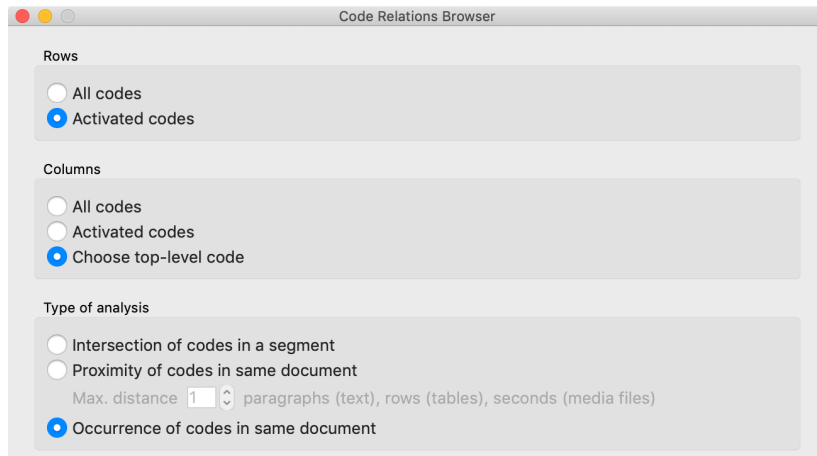 Code Relations Browser
Rows
All codes
Activated codes
Columns
All codes
Activated codes
Choose top-level code
Type of analysis
Intersection of codes in a segment
Proximity of codes in same document
Max. distance 1 paragraphs (text), rows (tables), seconds (media files)
Occurrence of codes in same document